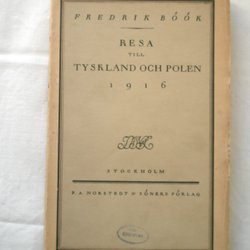 FREDRIK BÖÖK
RESA
TILL
TYSKLAND OCH POLEN
1916
STOCKHOLM
P. A. NORSTEDT & SÖNERS FÖRLAG